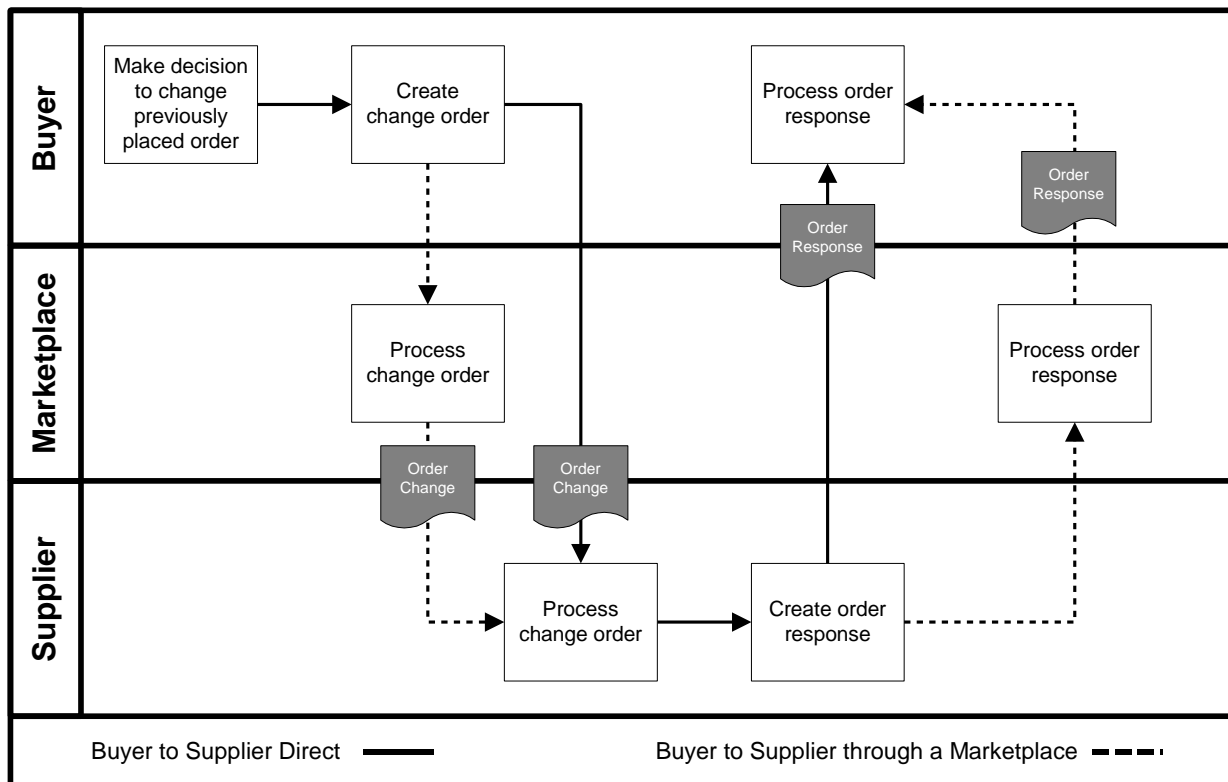 Buyer
Make decision
to change
previously
placed order
Create
change order
Process order
response
Order
Response
Order
Response
Marketplace
Process
change order
Process order
response
Order
Change
Order
Change
Supplier
Process
change order
Create order
response
Buyer to Supplier Direct
Buyer to Supplier through a Marketplace